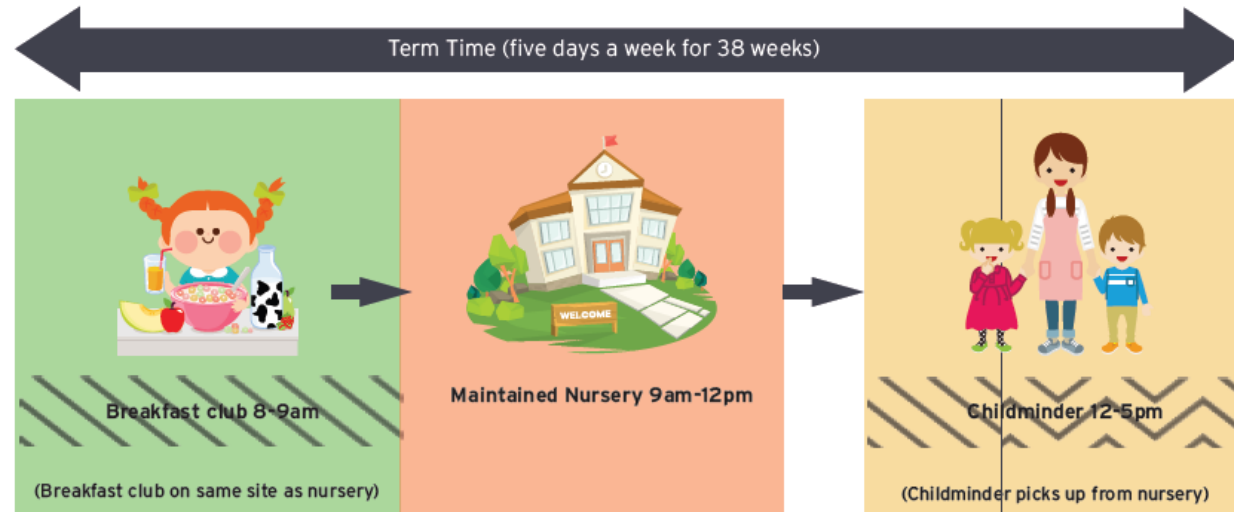 Term Time (five days a week for 38 weeks)
WELCOME
Breakfast club 8-9am
Maintained Nursery 9am-12pm
Childminder 12-5pm
(Breakfast club on same site as nursery)
(Childminder picks up from nursery)